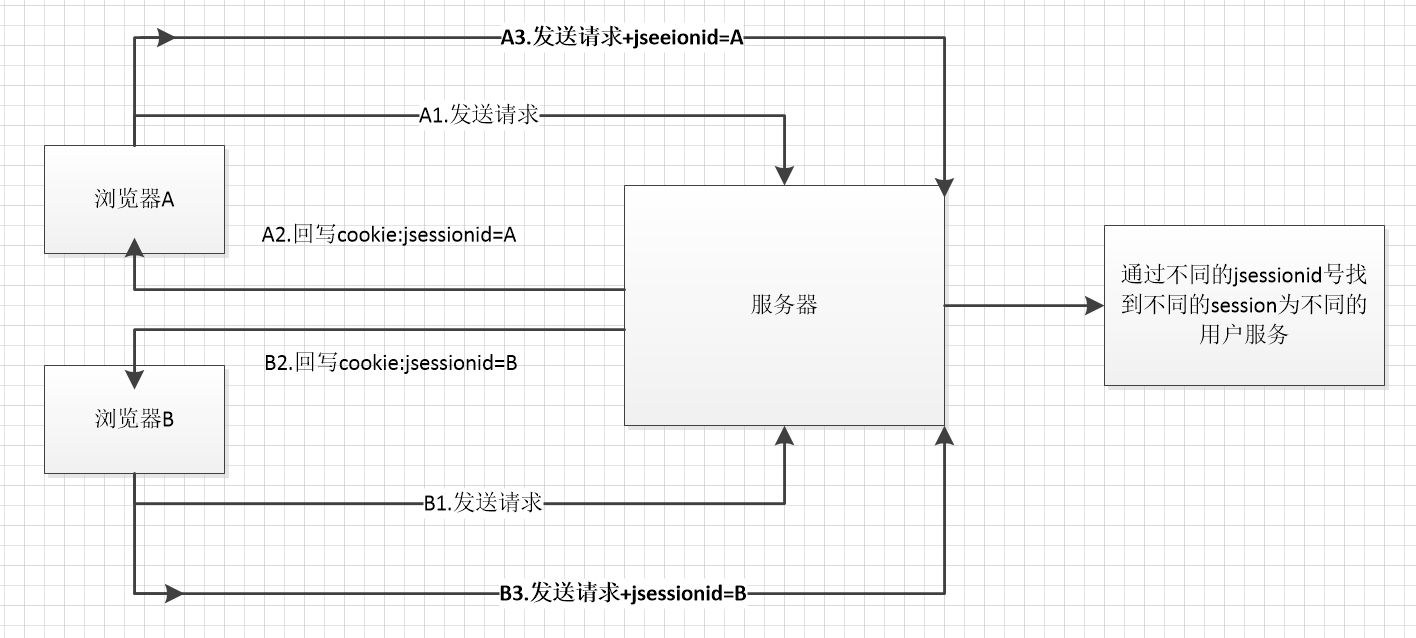 A3.发送请求+jseeionid=A
A1.发送请求
浏览器A
A2.回写cookie:jsessionid=A
服务器
通过不同的jsessionid号找
到不同的session为不同的
用户服务
B2.回写cookie:jsessionid=B
浏览器B
B1.发送请求
B3.发送请求+jsessionid=B